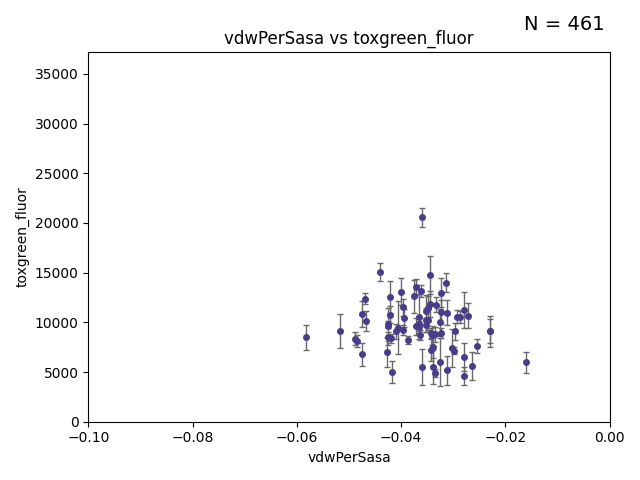 N = 461
vdwPerSasa vs toxgreen_fluor
toxgreen_fluor
35000
30000
25000
20000
15000
10000
5000
0
−0.10 −0.08 −0.06 −0.04 −0.02 0.00
vdwPerSasa